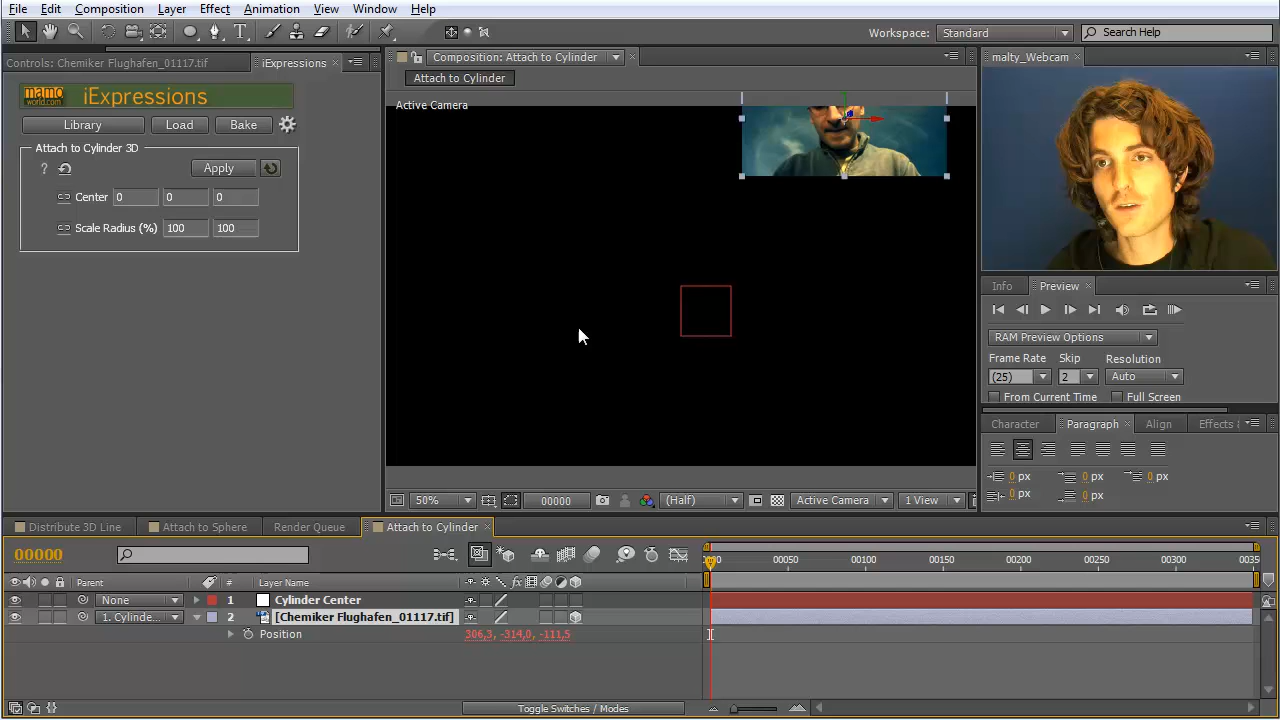 File Edit Composition Layer Effect Animation View Window Help
Workspace: Standard Search Help
Controls: Chemiker Flughafen_01117.tif iExpressions
Composition: Attach to Cylinder
malty_Webcam
Attach to Cylinder
mamo
world.com
iExpressions
Active Camera
Library Load Bake
Attach to Cylinder 3D
? Apply
Center 0 0 0
Scale Radius (%) 100 100
Info Preview
RAM Preview Options
Frame Rate Skip Resolution
(25) 2 Auto
From Current Time Full Screen
Character Paragraph Align Effects &
0 px 0 px 0 px
0 px 0 px
50% 00000 (Half) Active Camera 1 View
Distribute 3D Line Attach to Sphere Render Queue Attach to Cylinder
00000
00 00050 00100 00150 00200 00250 00300 0035
Parent # Layer Name
None 1 Cylinder Center
1. Cylinde... 2 [Chemiker Flughafen_01117.tif]
Position 306,3, -314,0, -111,5
Toggle Switches / Modes